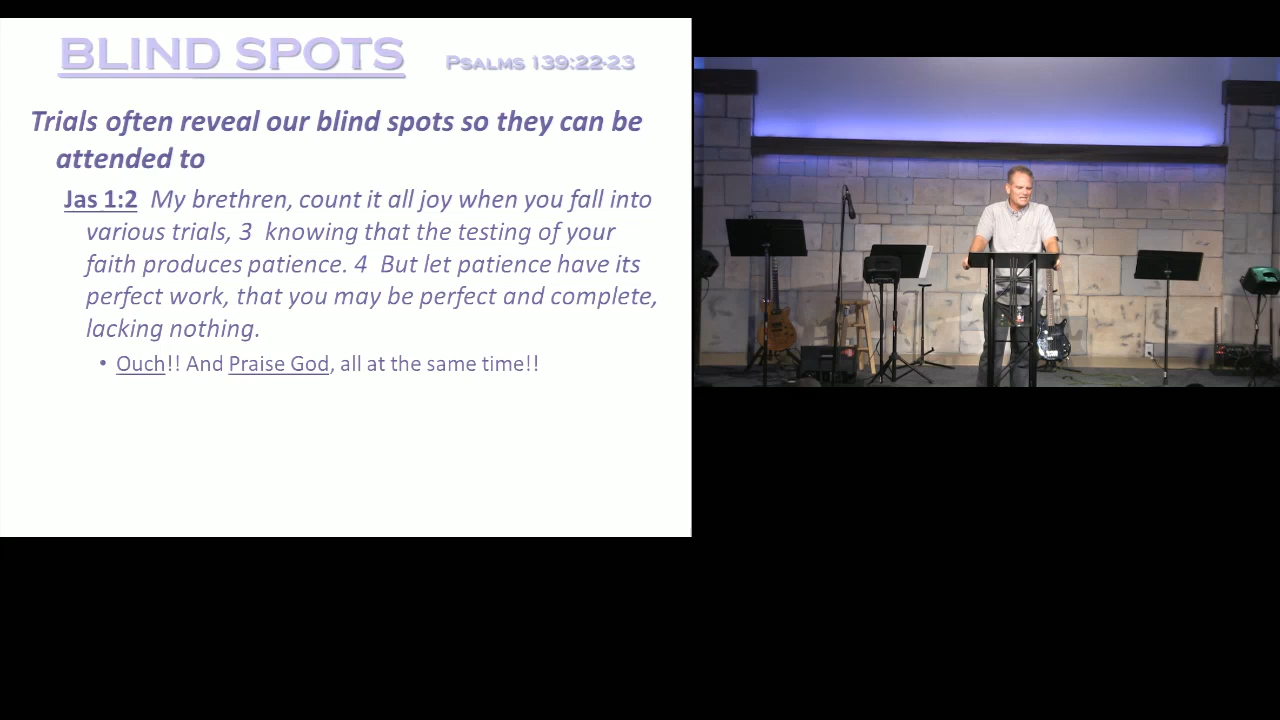 BLIND SPOTS Psalms 139:22-23
Trials often reveal our blind spots so they can be
attended to
Jas 1:2 My brethren, count it all joy when you fall into
various trials, 3 knowing that the testing of your
faith produces patience. 4 But let patience have its
perfect work, that you may be perfect and complete,
lacking nothing.
• Ouch!! And Praise God, all at the same time!!